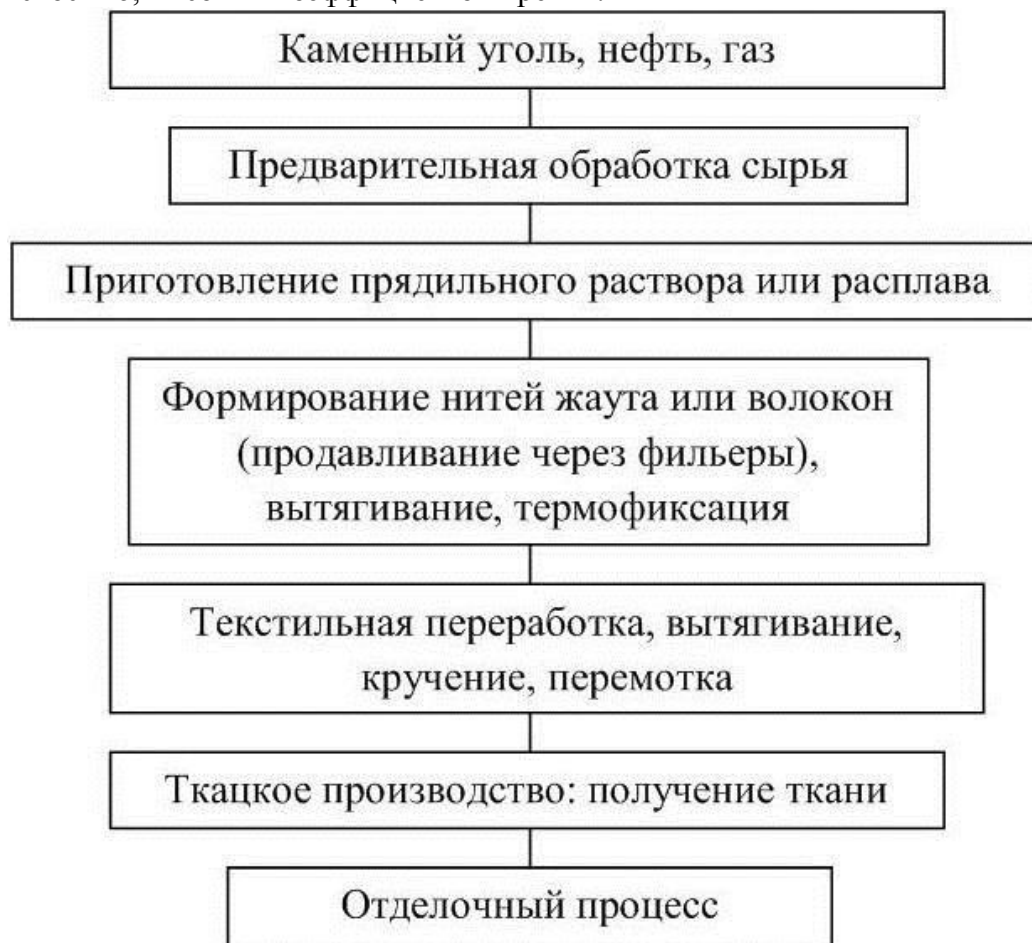 Каменный уголь, нефть, газ
Предварительная обработка сырья
Приготовление прядильного раствора или расплава
Формирование нитей жаута или волокон
(продавливание через фильеры),
вытягивание, термофиксация
Текстильная переработка, вытягивание,
кручение, перемотка
Ткацкое производство: получение ткани
Отделочный процесс